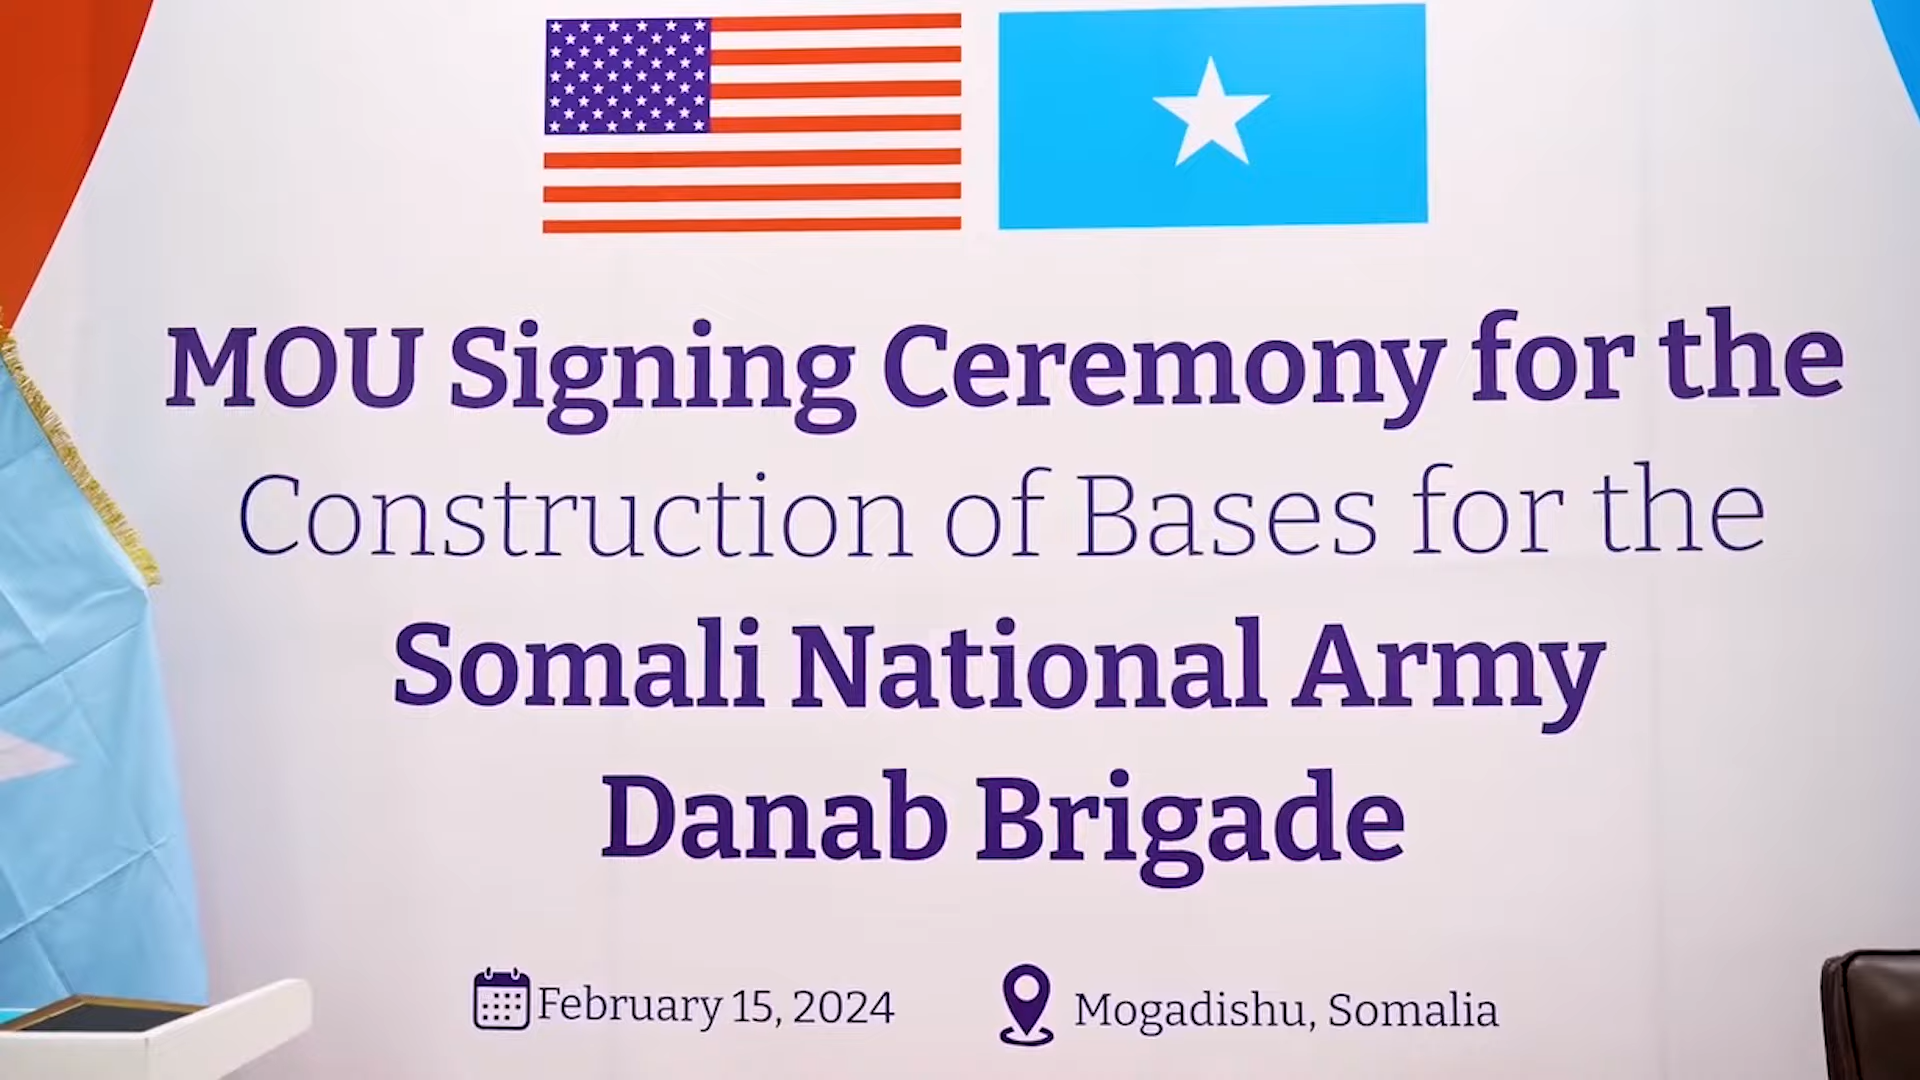 MOU Signing Ceremony for the
Construction of Bases for the
Somali National Army
Danab Brigade
February 15, 2024
Mogadishu, Somalia